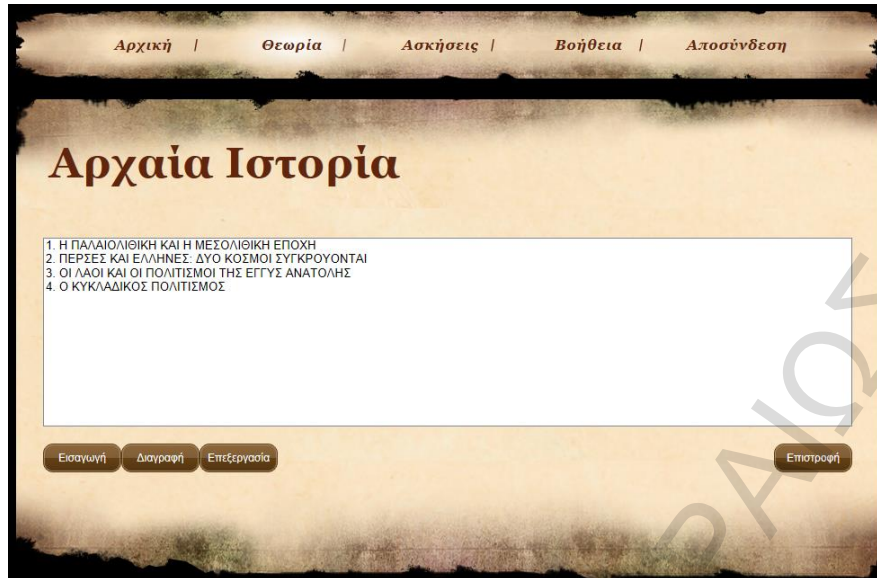 Αρχική | Θεωρία | Ασκήσεις | Βοήθεια | Αποσύνδεση
Αρχαία Ιστορία
1. Η ΠΑΛΑΙΟΛΙΘΙΚΗ ΚΑΙ Η ΜΕΣΟΛΙΘΙΚΗ ΕΠΟΧΗ
2. ΠΕΡΣΕΣ ΚΑΙ ΕΛΛΗΝΕΣ: ΔΥΟ ΚΟΣΜΟΙ ΣΥΓΚΡΟΥΟΝΤΑΙ
3. ΟΙ ΛΑΟΙ ΚΑΙ ΟΙ ΠΟΛΙΤΙΣΜΟΙ ΤΗΣ ΕΓΓΥΣ ΑΝΑΤΟΛΗΣ
4. Ο ΚΥΚΛΑΔΙΚΟΣ ΠΟΛΙΤΙΣΜΟΣ
Εισαγωγή Διαγραφή Επεξεργασία Επιστροφή